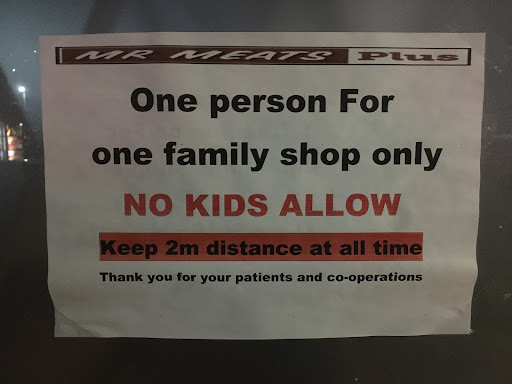 MR MEATS Plus
One person For
one family shop only
NO KIDS ALLOW
Keep 2m distance at all time
Thank you for your patients and co-operations